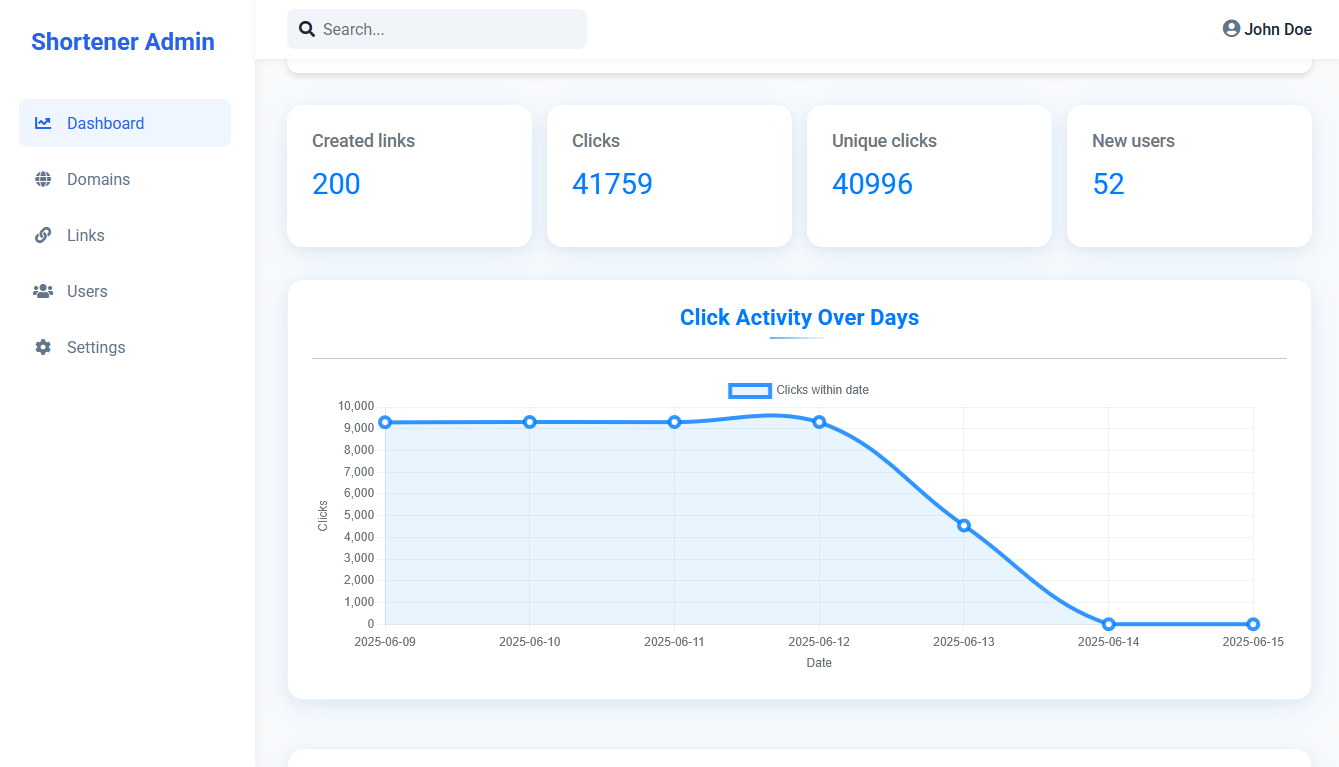 Shortener Admin
Search...
John Doe
Dashboard
Domains
Links
Users
Settings
Created links
200
Clicks
41759
Unique clicks
40996
New users
52
Click Activity Over Days
Clicks within date
10,000
9,000
8,000
7,000
6,000
5,000
4,000
3,000
2,000
1,000
0
Clicks
2025-06-09 2025-06-10 2025-06-11 2025-06-12 2025-06-13 2025-06-14 2025-06-15
Date